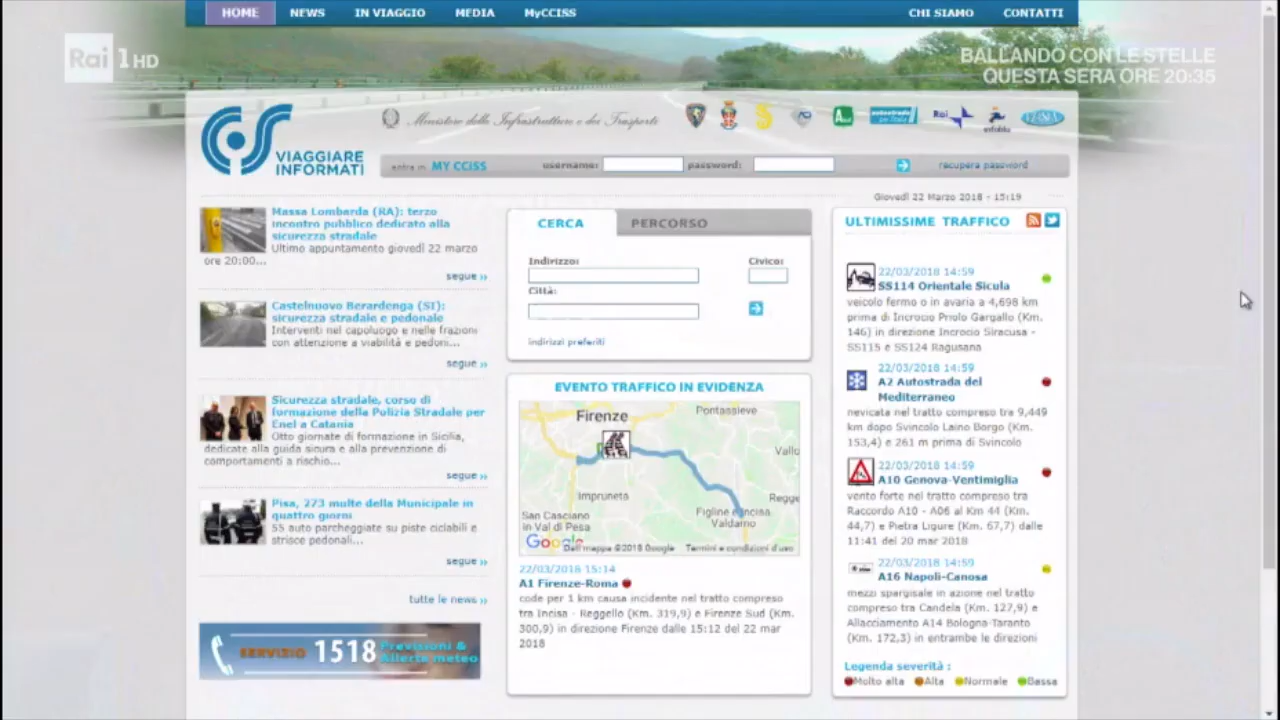 HOME NEWS IN VIAGGIO MEDIA MyCCISS CHI SIAMO CONTATTI
Rai 1 HD
BALLANDO CON LE STELLE
QUESTA SERA ORE 20:35
Ministero delle Infrastrutture e dei Trasporti
Rai
VIAGGIARE
INFORMATI
entra in MY CCISS username: password: recupera password
Giovedì 22 Marzo 2018 - 15:19
Massa Lombarda (RA): terzo
incontro pubblico dedicato alla
sicurezza stradale
Ultimo appuntamento giovedì 22 marzo
ore 20:00...
segue ››
Castelnuovo Berardenga (SI):
sicurezza stradale e pedonale
Interventi nel capoluogo e nelle frazioni
con attenzione a viabilità e pedoni...
segue ››
Sicurezza stradale, corso di
formazione della Polizia Stradale per
Enel a Catania
Otto giornate di formazione in Sicilia,
dedicate alla guida sicura e alla prevenzione di
comportamenti a rischio...
segue ››
Pisa, 273 multe della Municipale in
quattro giorni
55 auto parcheggiate su piste ciclabili e
strisce pedonali...
segue ››
tutte le news ››
SERVIZIO 1518 Previsioni &
Allerta meteo
CERCA PERCORSO
Indirizzo: Civico:
Città:
indirizzi preferiti
EVENTO TRAFFICO IN EVIDENZA
Firenze
Pontassieve
Vallo
Impruneta
Regge
San Casciano
in Val di Pesa
Figline e Incisa
Valdarno
Google
Dati mappa ©2018 Google Termini e condizioni d'uso
22/03/2018 15:14
A1 Firenze-Roma
code per 1 km causa incidente nel tratto compreso
tra Incisa - Reggello (Km. 319,9) e Firenze Sud (Km.
300,9) in direzione Firenze dalle 15:12 del 22 mar
2018
ULTIMISSIME TRAFFICO
22/03/2018 14:59
SS114 Orientale Sicula
veicolo fermo o in avaria a 4,698 km
prima di Incrocio Priolo Gargallo (Km.
146) in direzione Incrocio Siracusa -
SS115 e SS124 Ragusana
22/03/2018 14:59
A2 Autostrada del
Mediterraneo
nevicata nel tratto compreso tra 9,449
km dopo Svincolo Laino Borgo (Km.
153,4) e 261 m prima di Svincolo
22/03/2018 14:59
A10 Genova-Ventimiglia
vento forte nel tratto compreso tra
Raccordo A10 - A06 al Km 44 (Km.
44,7) e Pietra Ligure (Km. 67,7) dalle
11:41 del 20 mar 2018
22/03/2018 14:59
A16 Napoli-Canosa
mezzi spargisale in azione nel tratto
compreso tra Candela (Km. 127,9) e
Allacciamento A14 Bologna-Taranto
(Km. 172,3) in entrambe le direzioni
Legenda severità :
Molto alta Alta Normale Bassa